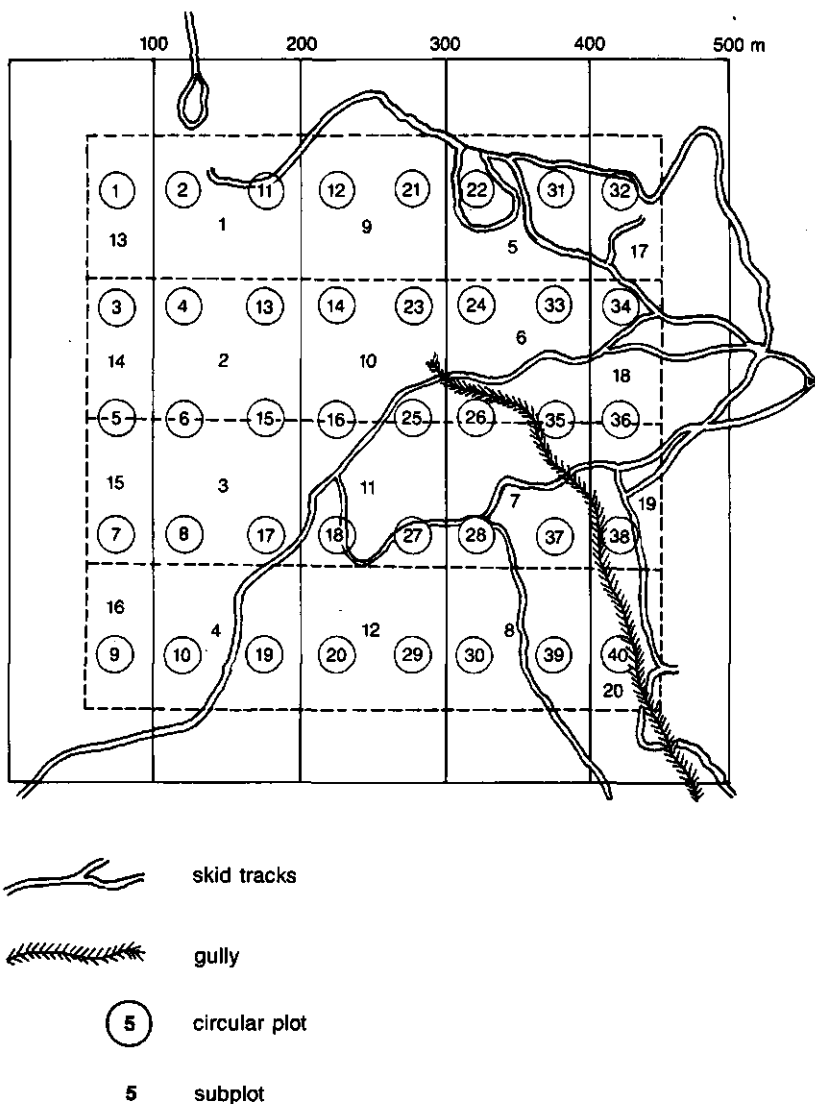 100 200 300 400 500 m
1 2 11 12 21 22 31 32
1 9
13 5 17
3 4 13 14 23 24 33 34
6
14 2 10 18
5 6 15 16 25 26 35 36
15 3 11 7 19
7 8 17 18 27 28 37 38
16
4 12 8
9 10 19 20 29 30 39 40
20
skid tracks
gully
5 circular plot
5 subplot